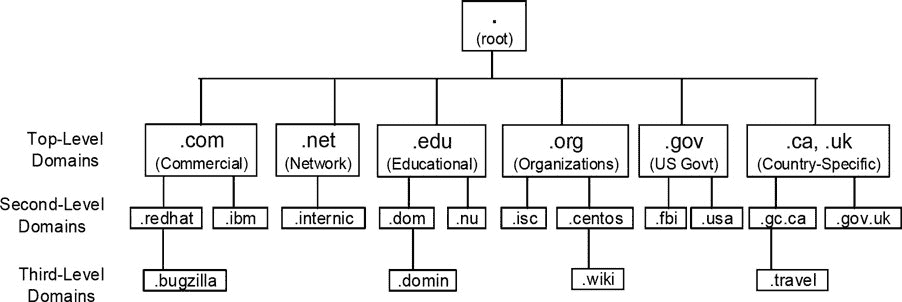 .
(root)
Top-Level
Domains
.com
(Commercial)
.net
(Network)
.edu
(Educational)
.org
(Organizations)
.gov
(US Govt)
.ca, .uk
(Country-Specific)
Second-Level
Domains
.redhat
.ibm
.internic
.dom
.nu
.isc
.centos
.fbi
.usa
.gc.ca
.gov.uk
Third-Level
Domains
.bugzilla
.domin
.wiki
.travel